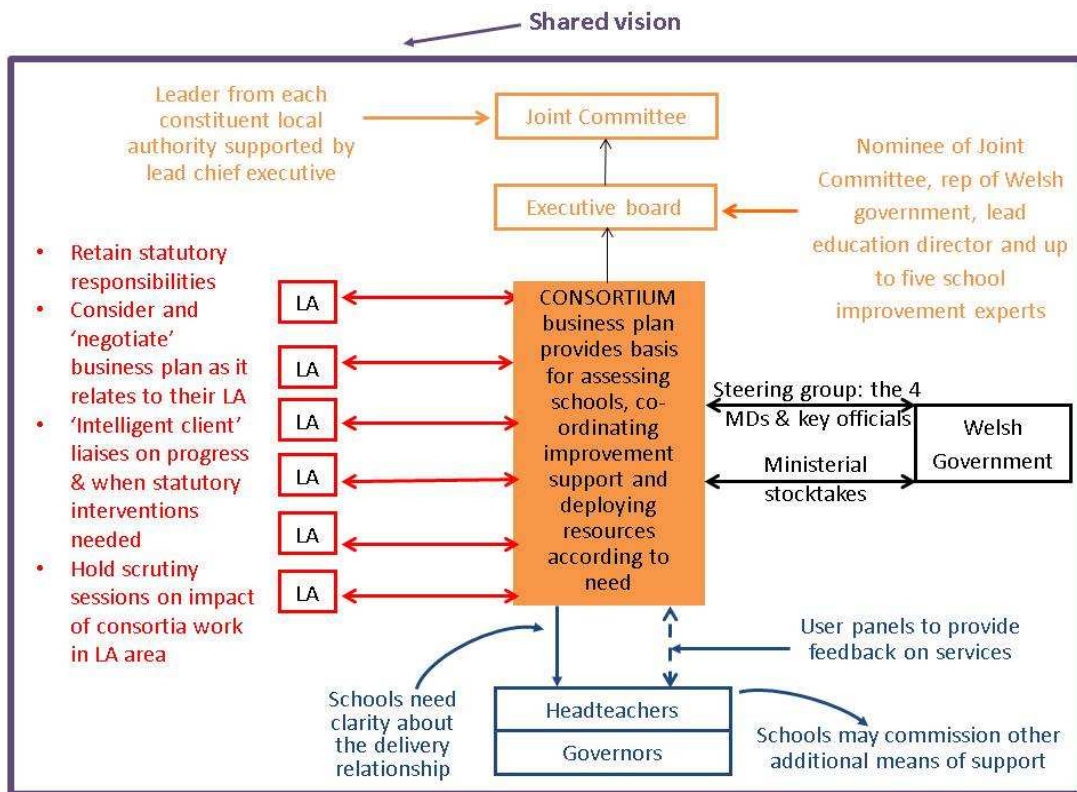 Shared vision
Leader from each
constituent local
authority supported by
lead chief executive
Joint Committee
Executive board
Nominee of Joint
Committee, rep of Welsh
government, lead
education director and up
to five school
improvement experts
• Retain statutory
responsibilities
• Consider and
‘negotiate’
business plan as it
relates to their LA
• ‘Intelligent client’
liaises on progress
& when statutory
interventions
needed
• Hold scrutiny
sessions on impact
of consortia work
in LA area
LA
LA
LA
LA
LA
LA
CONSORTIUM
business plan
provides basis
for assessing
schools, co-
ordinating
improvement
support and
deploying
resources
according to
need
Steering group: the 4
MDs & key officials
Ministerial
stocktakes
Welsh
Government
User panels to provide
feedback on services
Schools need
clarity about
the delivery
relationship
Headteachers
Governors
Schools may commission other
additional means of support